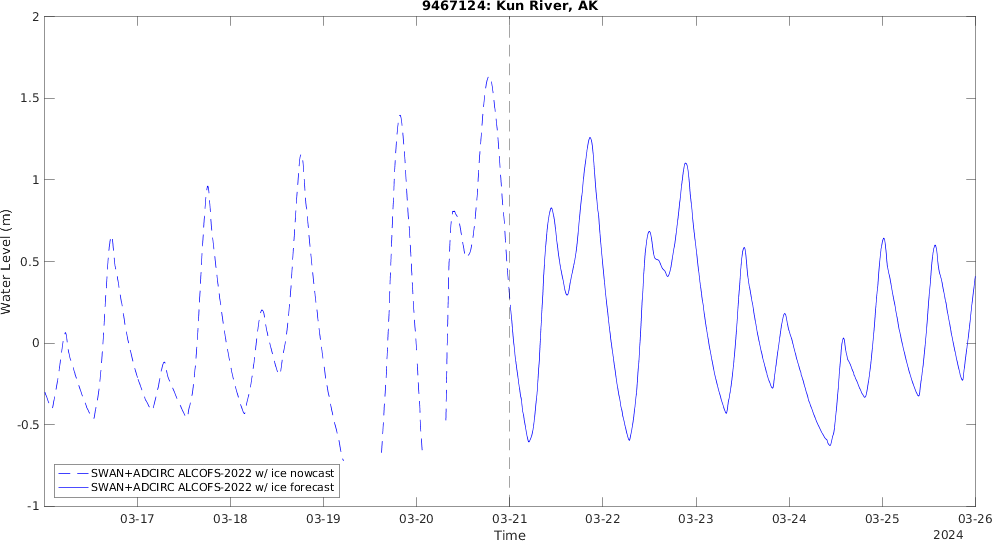 9467124: Kun River, AK
Water Level (m)
2
1.5
1
0.5
0
-0.5
-1
SWAN+ADCIRC ALCOFS-2022 w/ ice nowcast
SWAN+ADCIRC ALCOFS-2022 w/ ice forecast
03-17 03-18 03-19 03-20 03-21 03-22 03-23 03-24 03-25 03-26
Time
2024